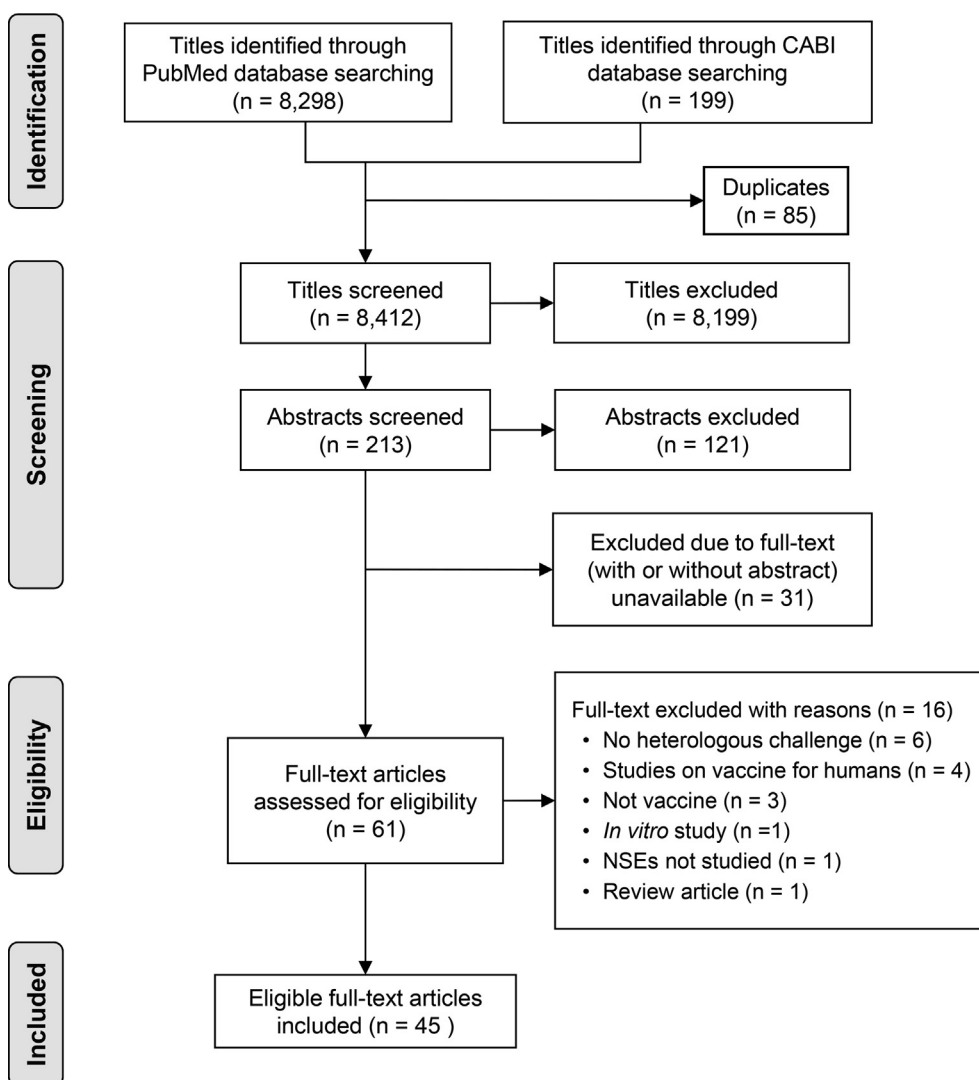 Identification
Titles identified through
PubMed database searching
(n = 8,298)
Titles identified through CABI
database searching
(n = 199)
Duplicates
(n = 85)
Screening
Titles screened
(n = 8,412)
Titles excluded
(n = 8,199)
Abstracts screened
(n = 213)
Abstracts excluded
(n = 121)
Excluded due to full-text
(with or without abstract)
unavailable (n = 31)
Eligibility
Full-text articles
assessed for eligibility
(n = 61)
Full-text excluded with reasons (n = 16)
• No heterologous challenge (n = 6)
• Studies on vaccine for humans (n = 4)
• Not vaccine (n = 3)
• In vitro study (n =1)
• NSEs not studied (n = 1)
• Review article (n = 1)
Included
Eligible full-text articles
included (n = 45 )